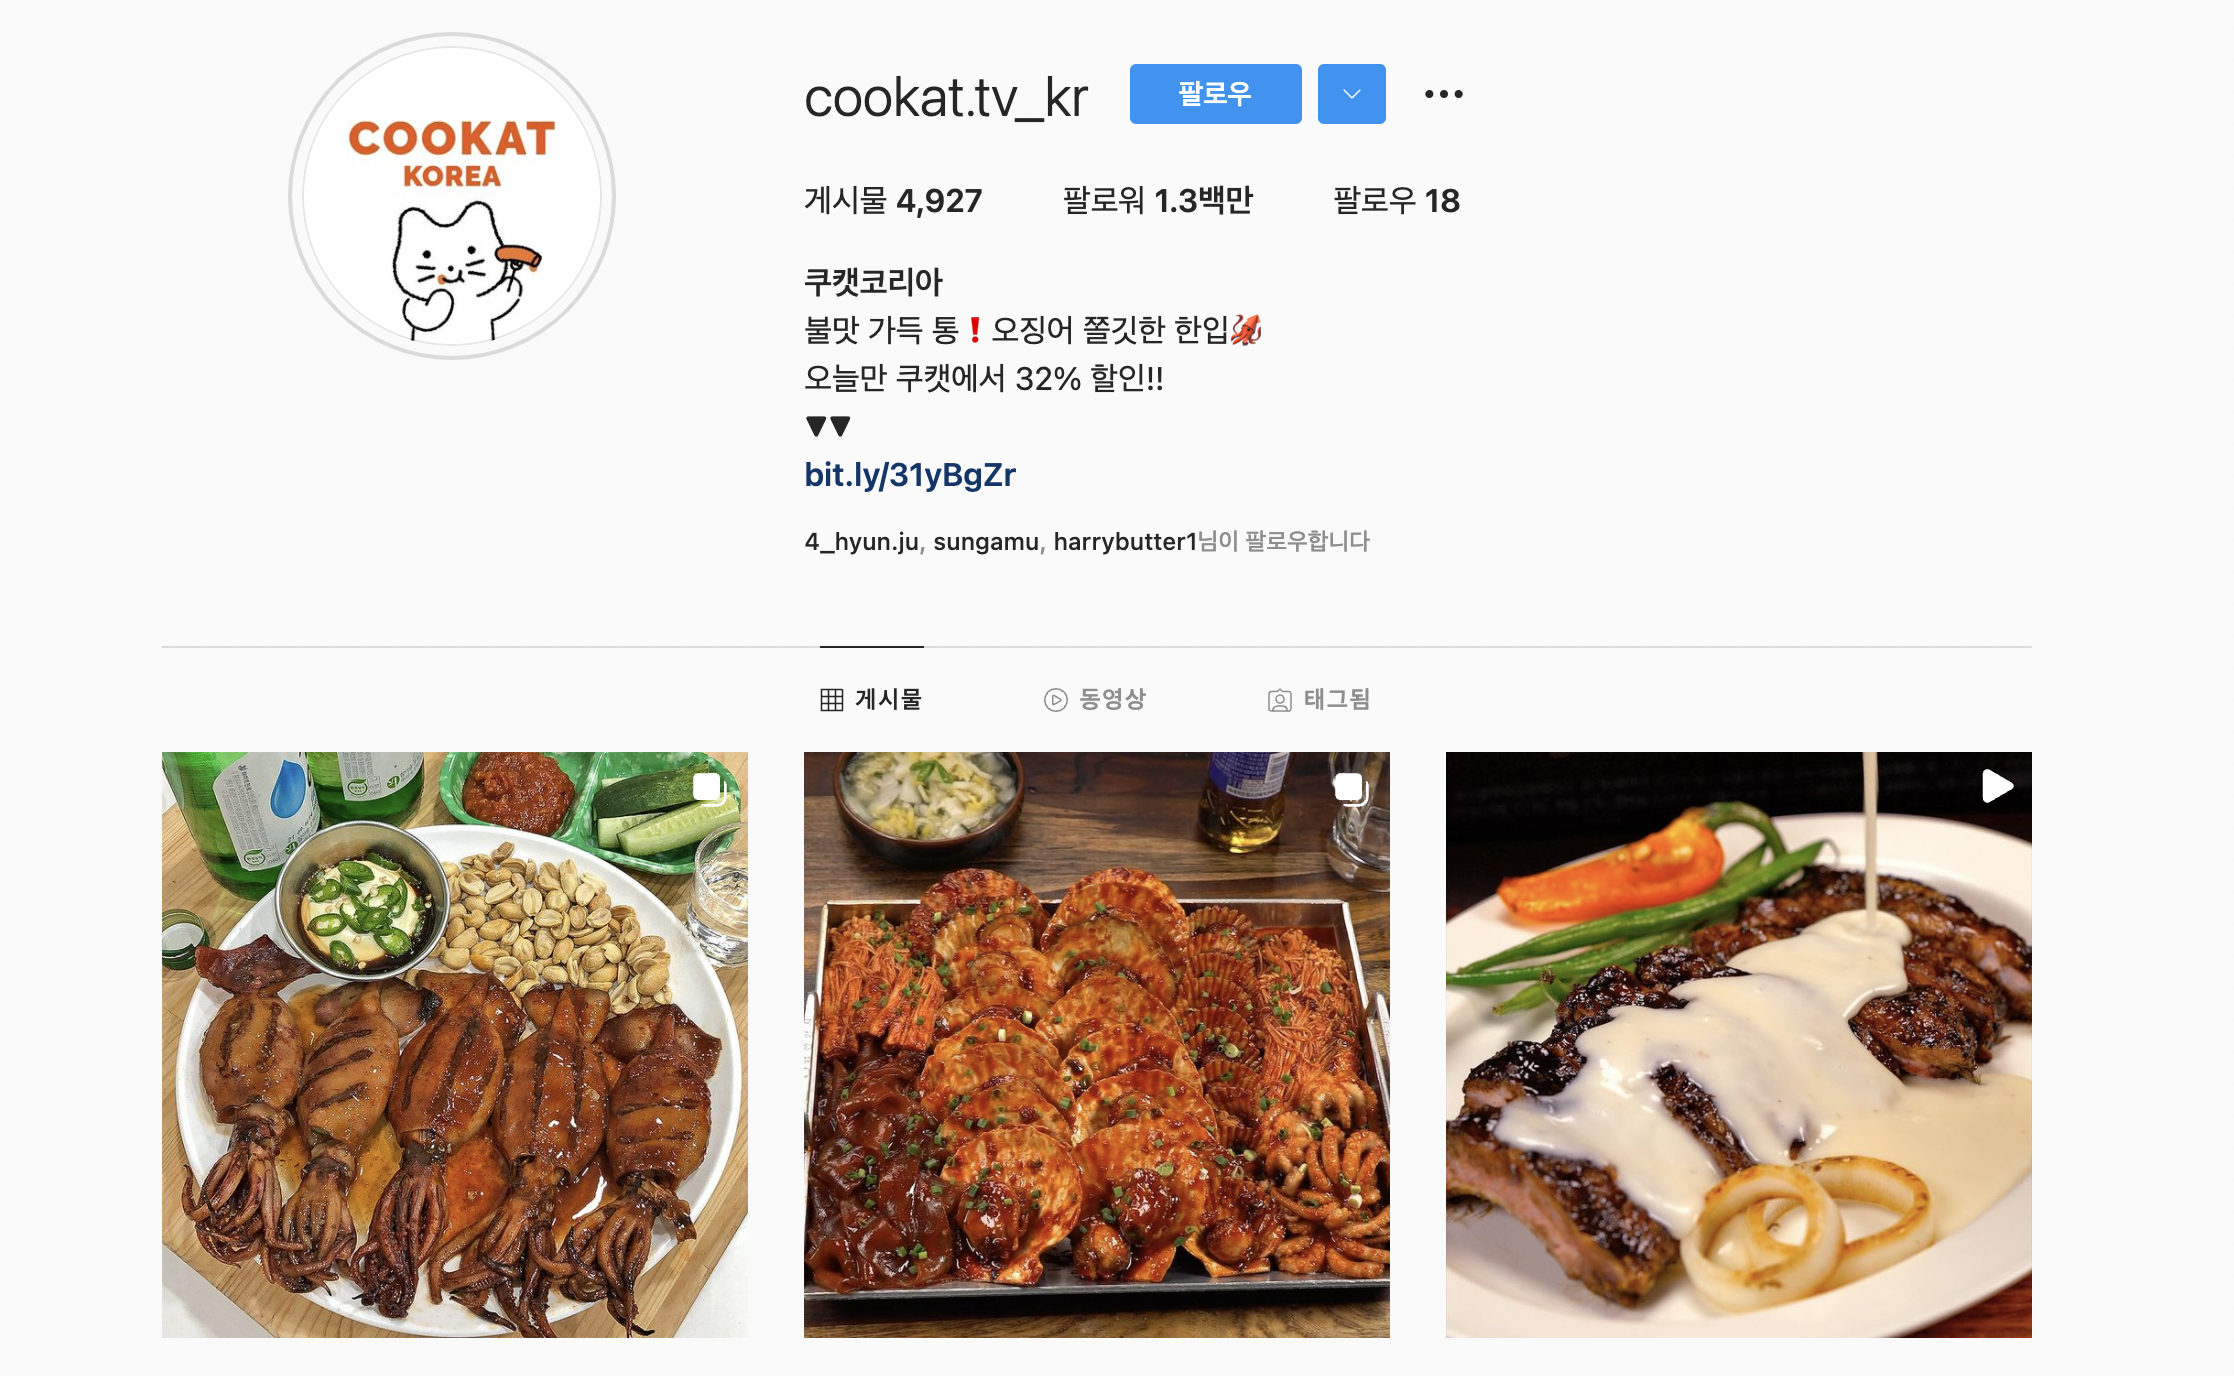 COOKAT
KOREA
cookat.tv_kr 팔로우
게시물 4,927 팔로워 1.3백만 팔로우 18
쿠캣코리아
불맛 가득 통❗오징어 쫄깃한 한입🦑
오늘만 쿠캣에서 32% 할인!!
▼▼
bit.ly/31yBgZr
4_hyun.ju, sungamu, harrybutter1님이 팔로우합니다
게시물 동영상 태그됨